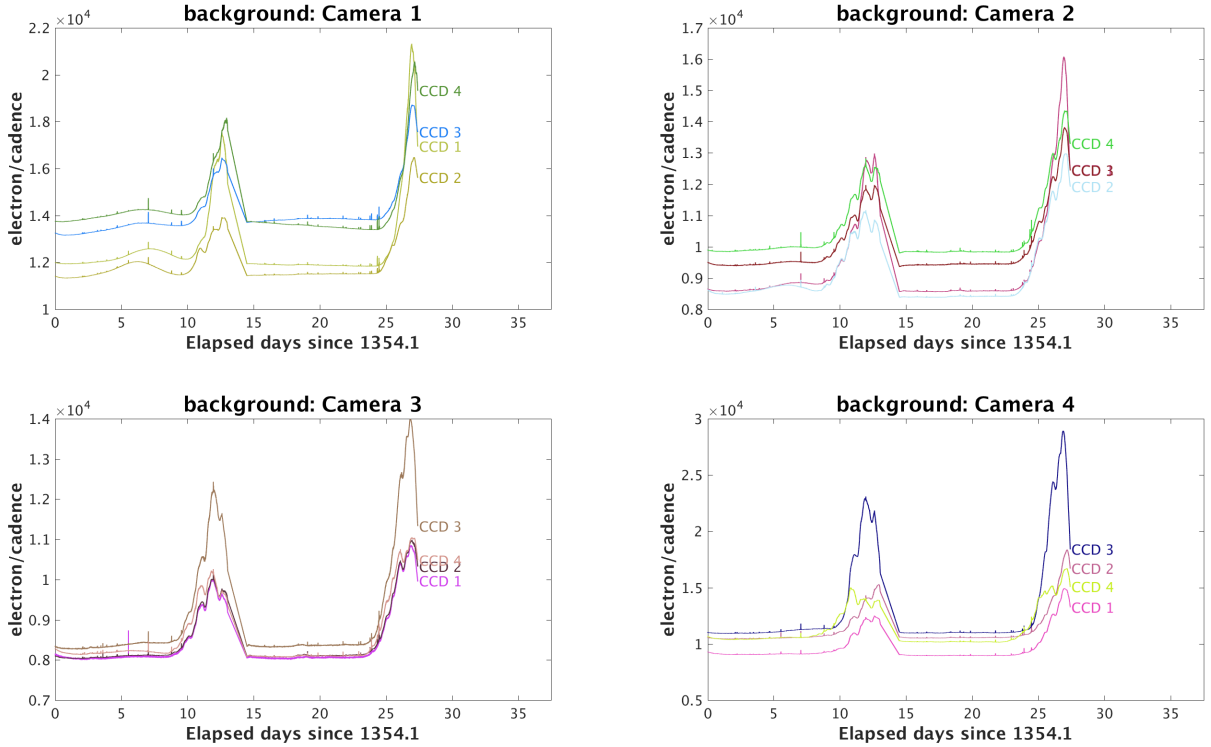 background: Camera 1
×10⁴
2.2
2
1.8
1.6
1.4
1.2
1
electron/cadence
CCD 4
CCD 3
CCD 1
CCD 2
0 5 10 15 20 25 30 35
Elapsed days since 1354.1
background: Camera 2
×10⁴
1.7
1.6
1.5
1.4
1.3
1.2
1.1
1
0.9
0.8
electron/cadence
CCD 4
CCD 3
CCD 2
0 5 10 15 20 25 30 35
Elapsed days since 1354.1
background: Camera 3
×10⁴
1.4
1.3
1.2
1.1
1
0.9
0.8
0.7
electron/cadence
CCD 3
CCD 4
CCD 2
CCD 1
0 5 10 15 20 25 30 35
Elapsed days since 1354.1
background: Camera 4
×10⁴
3
2.5
2
1.5
1
0.5
electron/cadence
CCD 3
CCD 2
CCD 4
CCD 1
0 5 10 15 20 25 30 35
Elapsed days since 1354.1